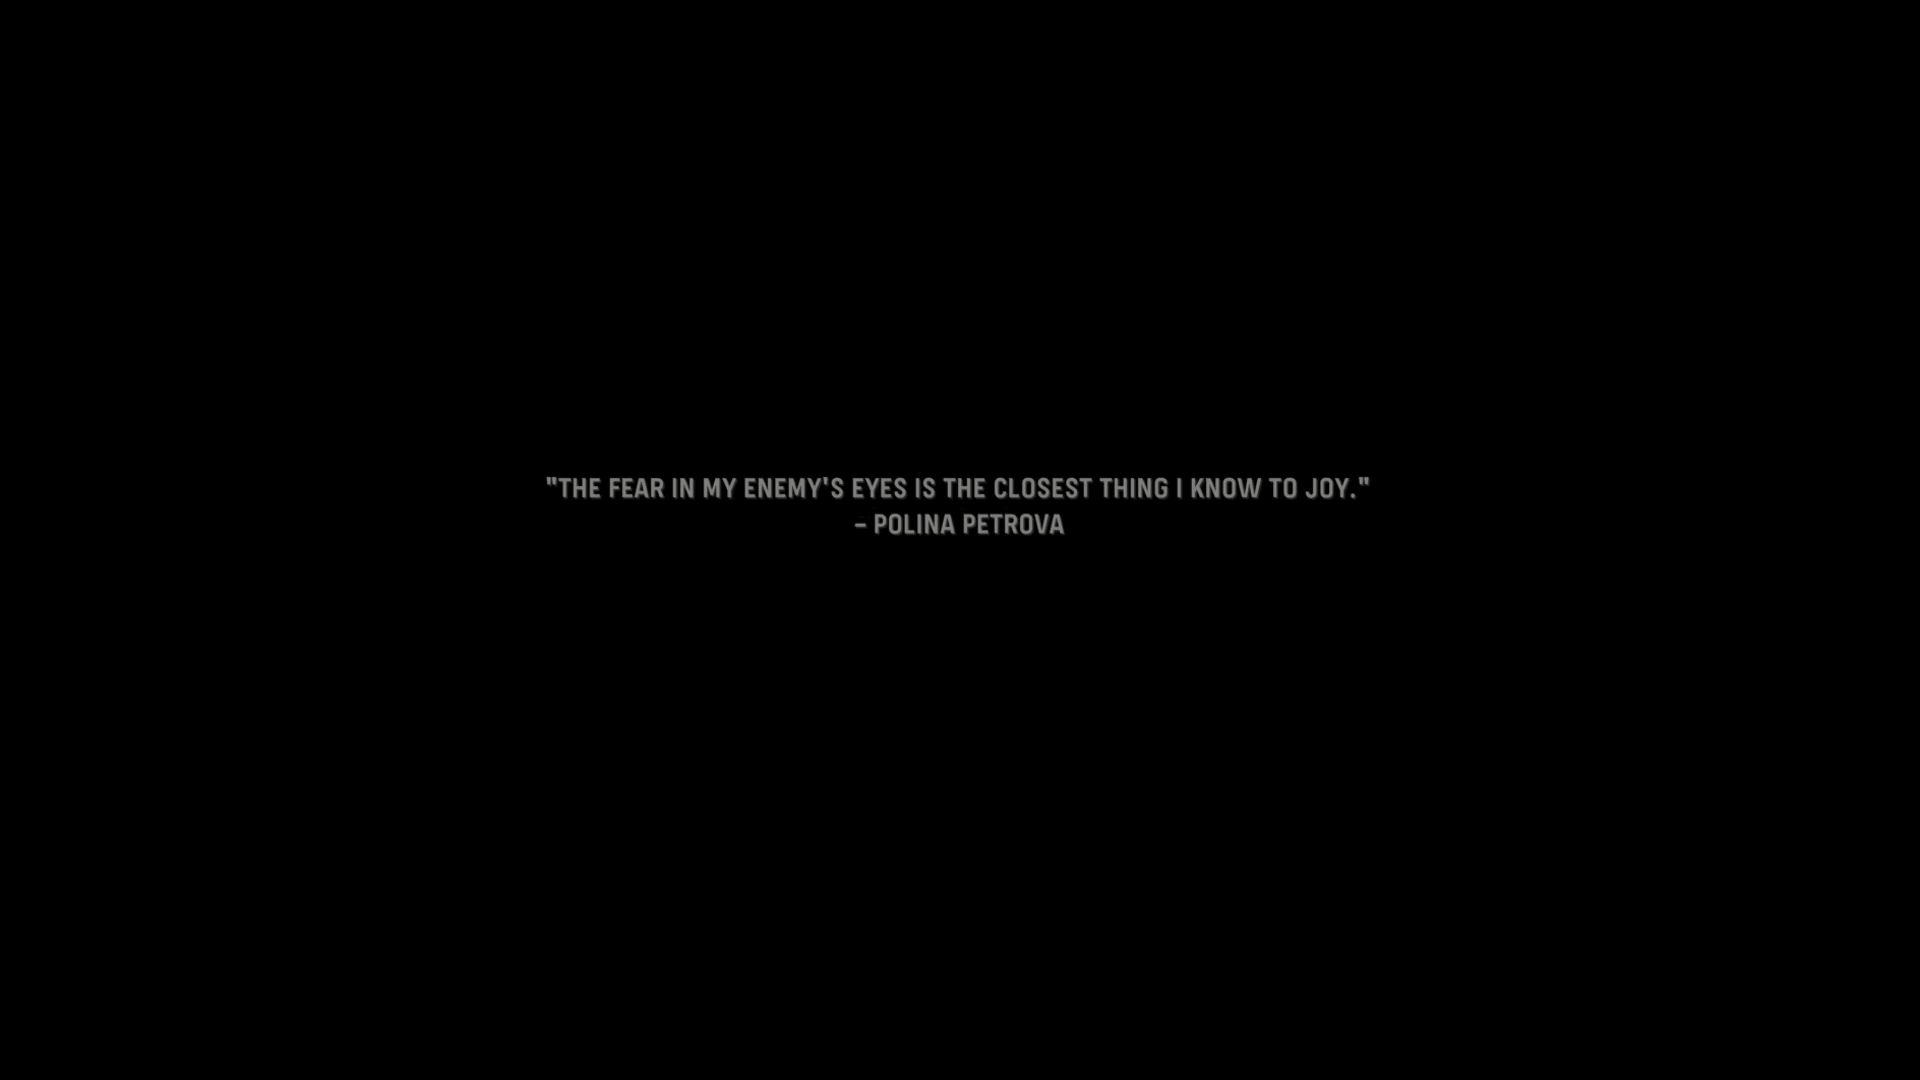 "THE FEAR IN MY ENEMY'S EYES IS THE CLOSEST THING I KNOW TO JOY."
– POLINA PETROVA